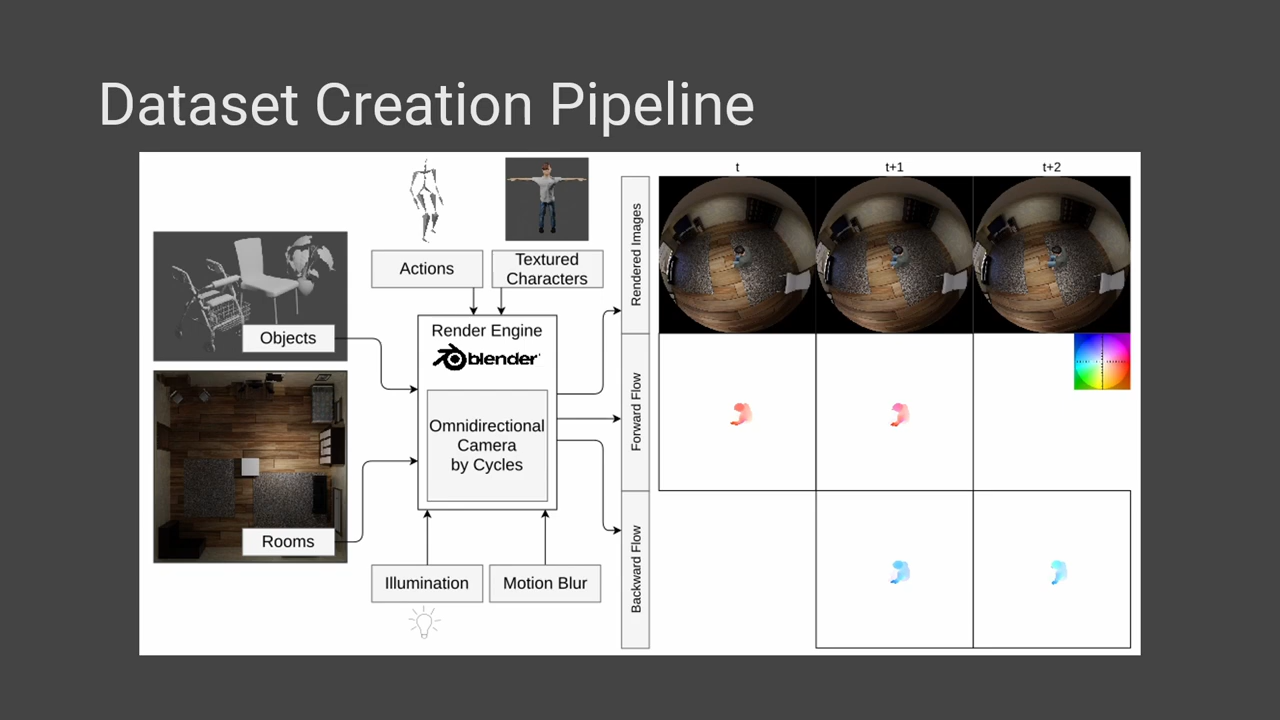 Dataset Creation Pipeline
Actions
Textured
Characters
Objects
Rooms
Render Engine
blender
Omnidirectional
Camera
by Cycles
Illumination
Motion Blur
t
t+1
t+2
Rendered Images
Forward Flow
Backward Flow